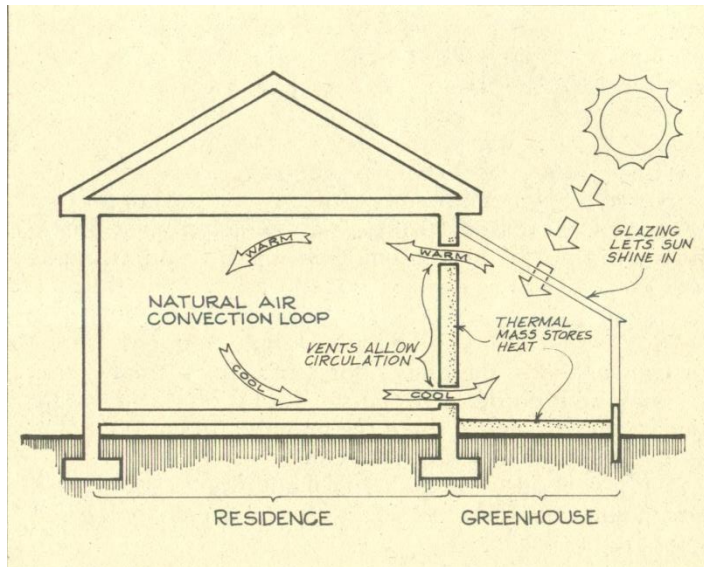 GLAZING
LETS SUN
SHINE IN
WARM
WARM
NATURAL AIR
CONVECTION LOOP
THERMAL
MASS STORES
HEAT
VENTS ALLOW
CIRCULATION
COOL
COOL
RESIDENCE
GREENHOUSE